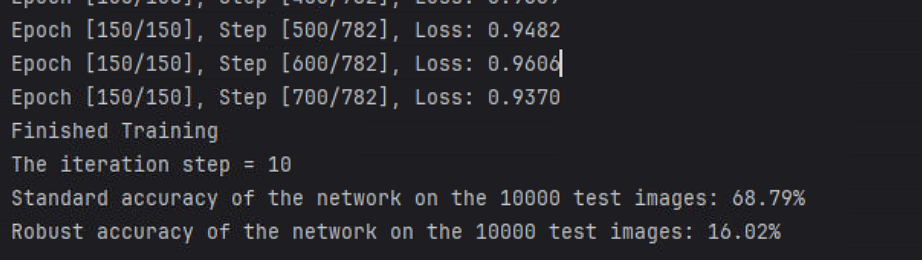 Epoch [150/150], Step [500/782], Loss: 0.9482
Epoch [150/150], Step [600/782], Loss: 0.9606
Epoch [150/150], Step [700/782], Loss: 0.9370
Finished Training
The iteration step = 10
Standard accuracy of the network on the 10000 test images: 68.79%
Robust accuracy of the network on the 10000 test images: 16.02%